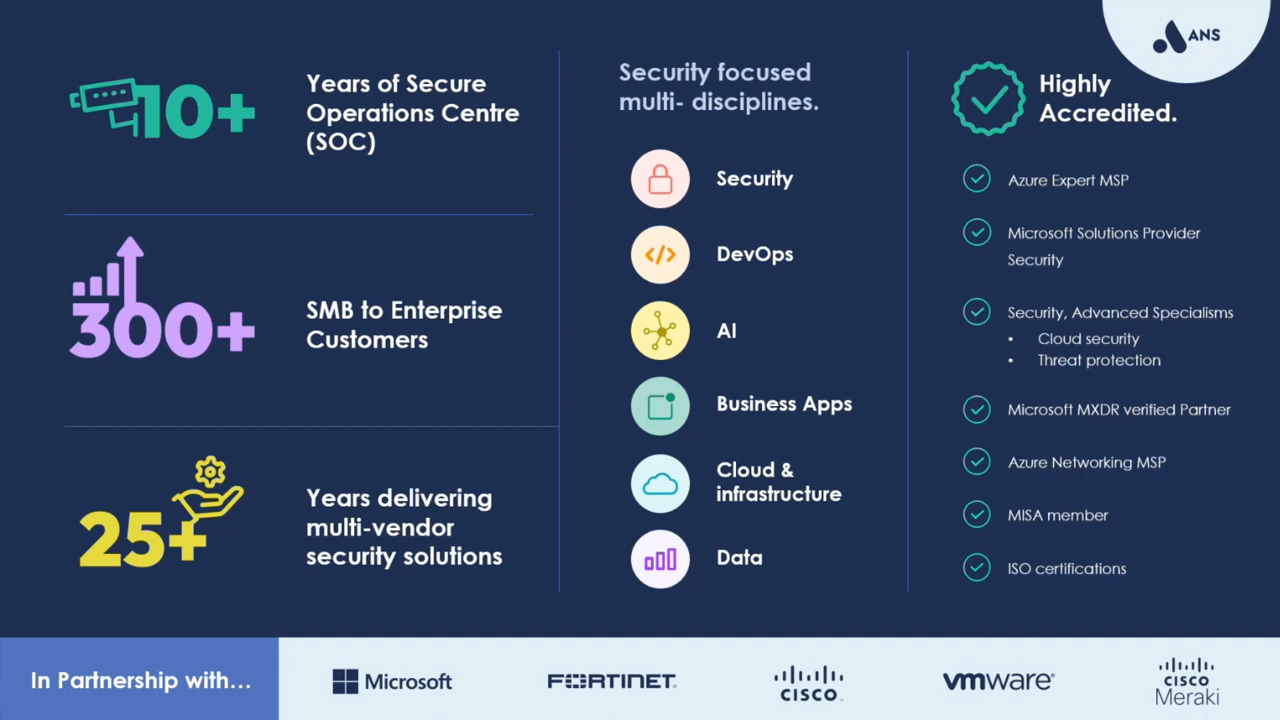 ANS
10+
Years of Secure
Operations Centre
(SOC)
300+
SMB to Enterprise
Customers
25+
Years delivering
multi-vendor
security solutions
Security focused
multi- disciplines.
Security
DevOps
AI
Business Apps
Cloud &
infrastructure
Data
Highly
Accredited.
Azure Expert MSP
Microsoft Solutions Provider
Security
Security, Advanced Specialisms
• Cloud security
• Threat protection
Microsoft MXDR verified Partner
Azure Networking MSP
MISA member
ISO certifications
In Partnership with...
Microsoft
FORTINET
CISCO
vmware
CISCO
Meraki